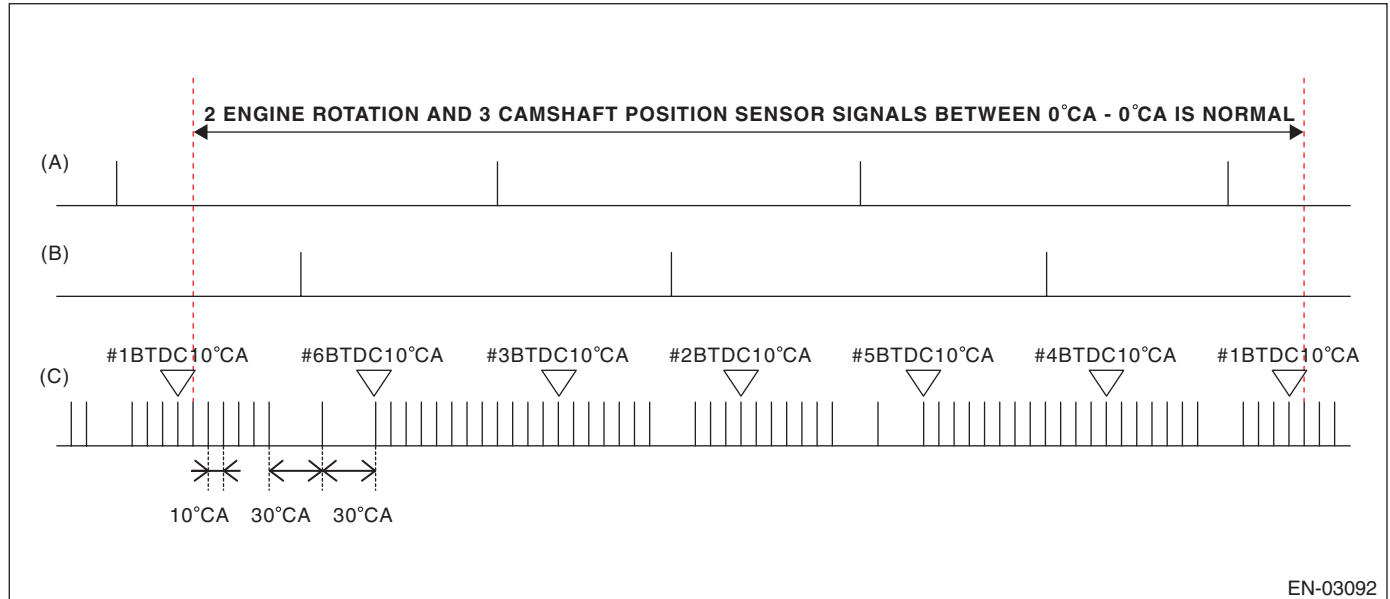 2 ENGINE ROTATION AND 3 CAMSHAFT POSITION SENSOR SIGNALS BETWEEN 0°CA - 0°CA IS NORMAL
(A)
(B)
#1BTDC10°CA #6BTDC10°CA #3BTDC10°CA #2BTDC10°CA #5BTDC10°CA #4BTDC10°CA #1BTDC10°CA
(C)
10°CA 30°CA 30°CA
EN-03092